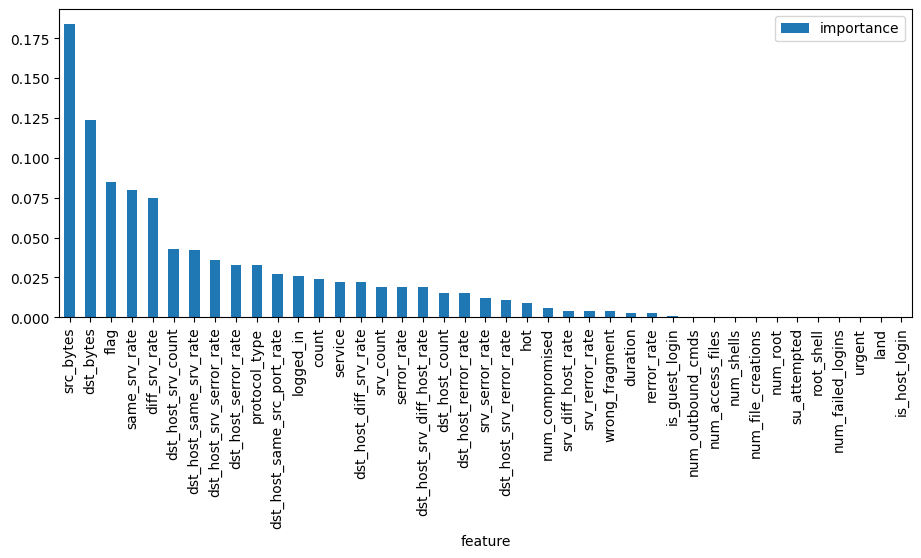 importance
0.175
0.150
0.125
0.100
0.075
0.050
0.025
0.000
src_bytes
dst_bytes
flag
same_srv_rate
diff_srv_rate
dst_host_srv_count
dst_host_same_srv_rate
dst_host_srv_serror_rate
dst_host_serror_rate
protocol_type
dst_host_same_src_port_rate
logged_in
count
service
dst_host_diff_srv_rate
srv_count
serror_rate
dst_host_srv_diff_host_rate
dst_host_count
dst_host_rerror_rate
srv_serror_rate
dst_host_srv_rerror_rate
hot
num_compromised
srv_diff_host_rate
srv_rerror_rate
wrong_fragment
duration
rerror_rate
is_guest_login
num_outbound_cmds
num_access_files
num_shells
num_file_creations
num_root
su_attempted
root_shell
num_failed_logins
urgent
land
is_host_login
feature